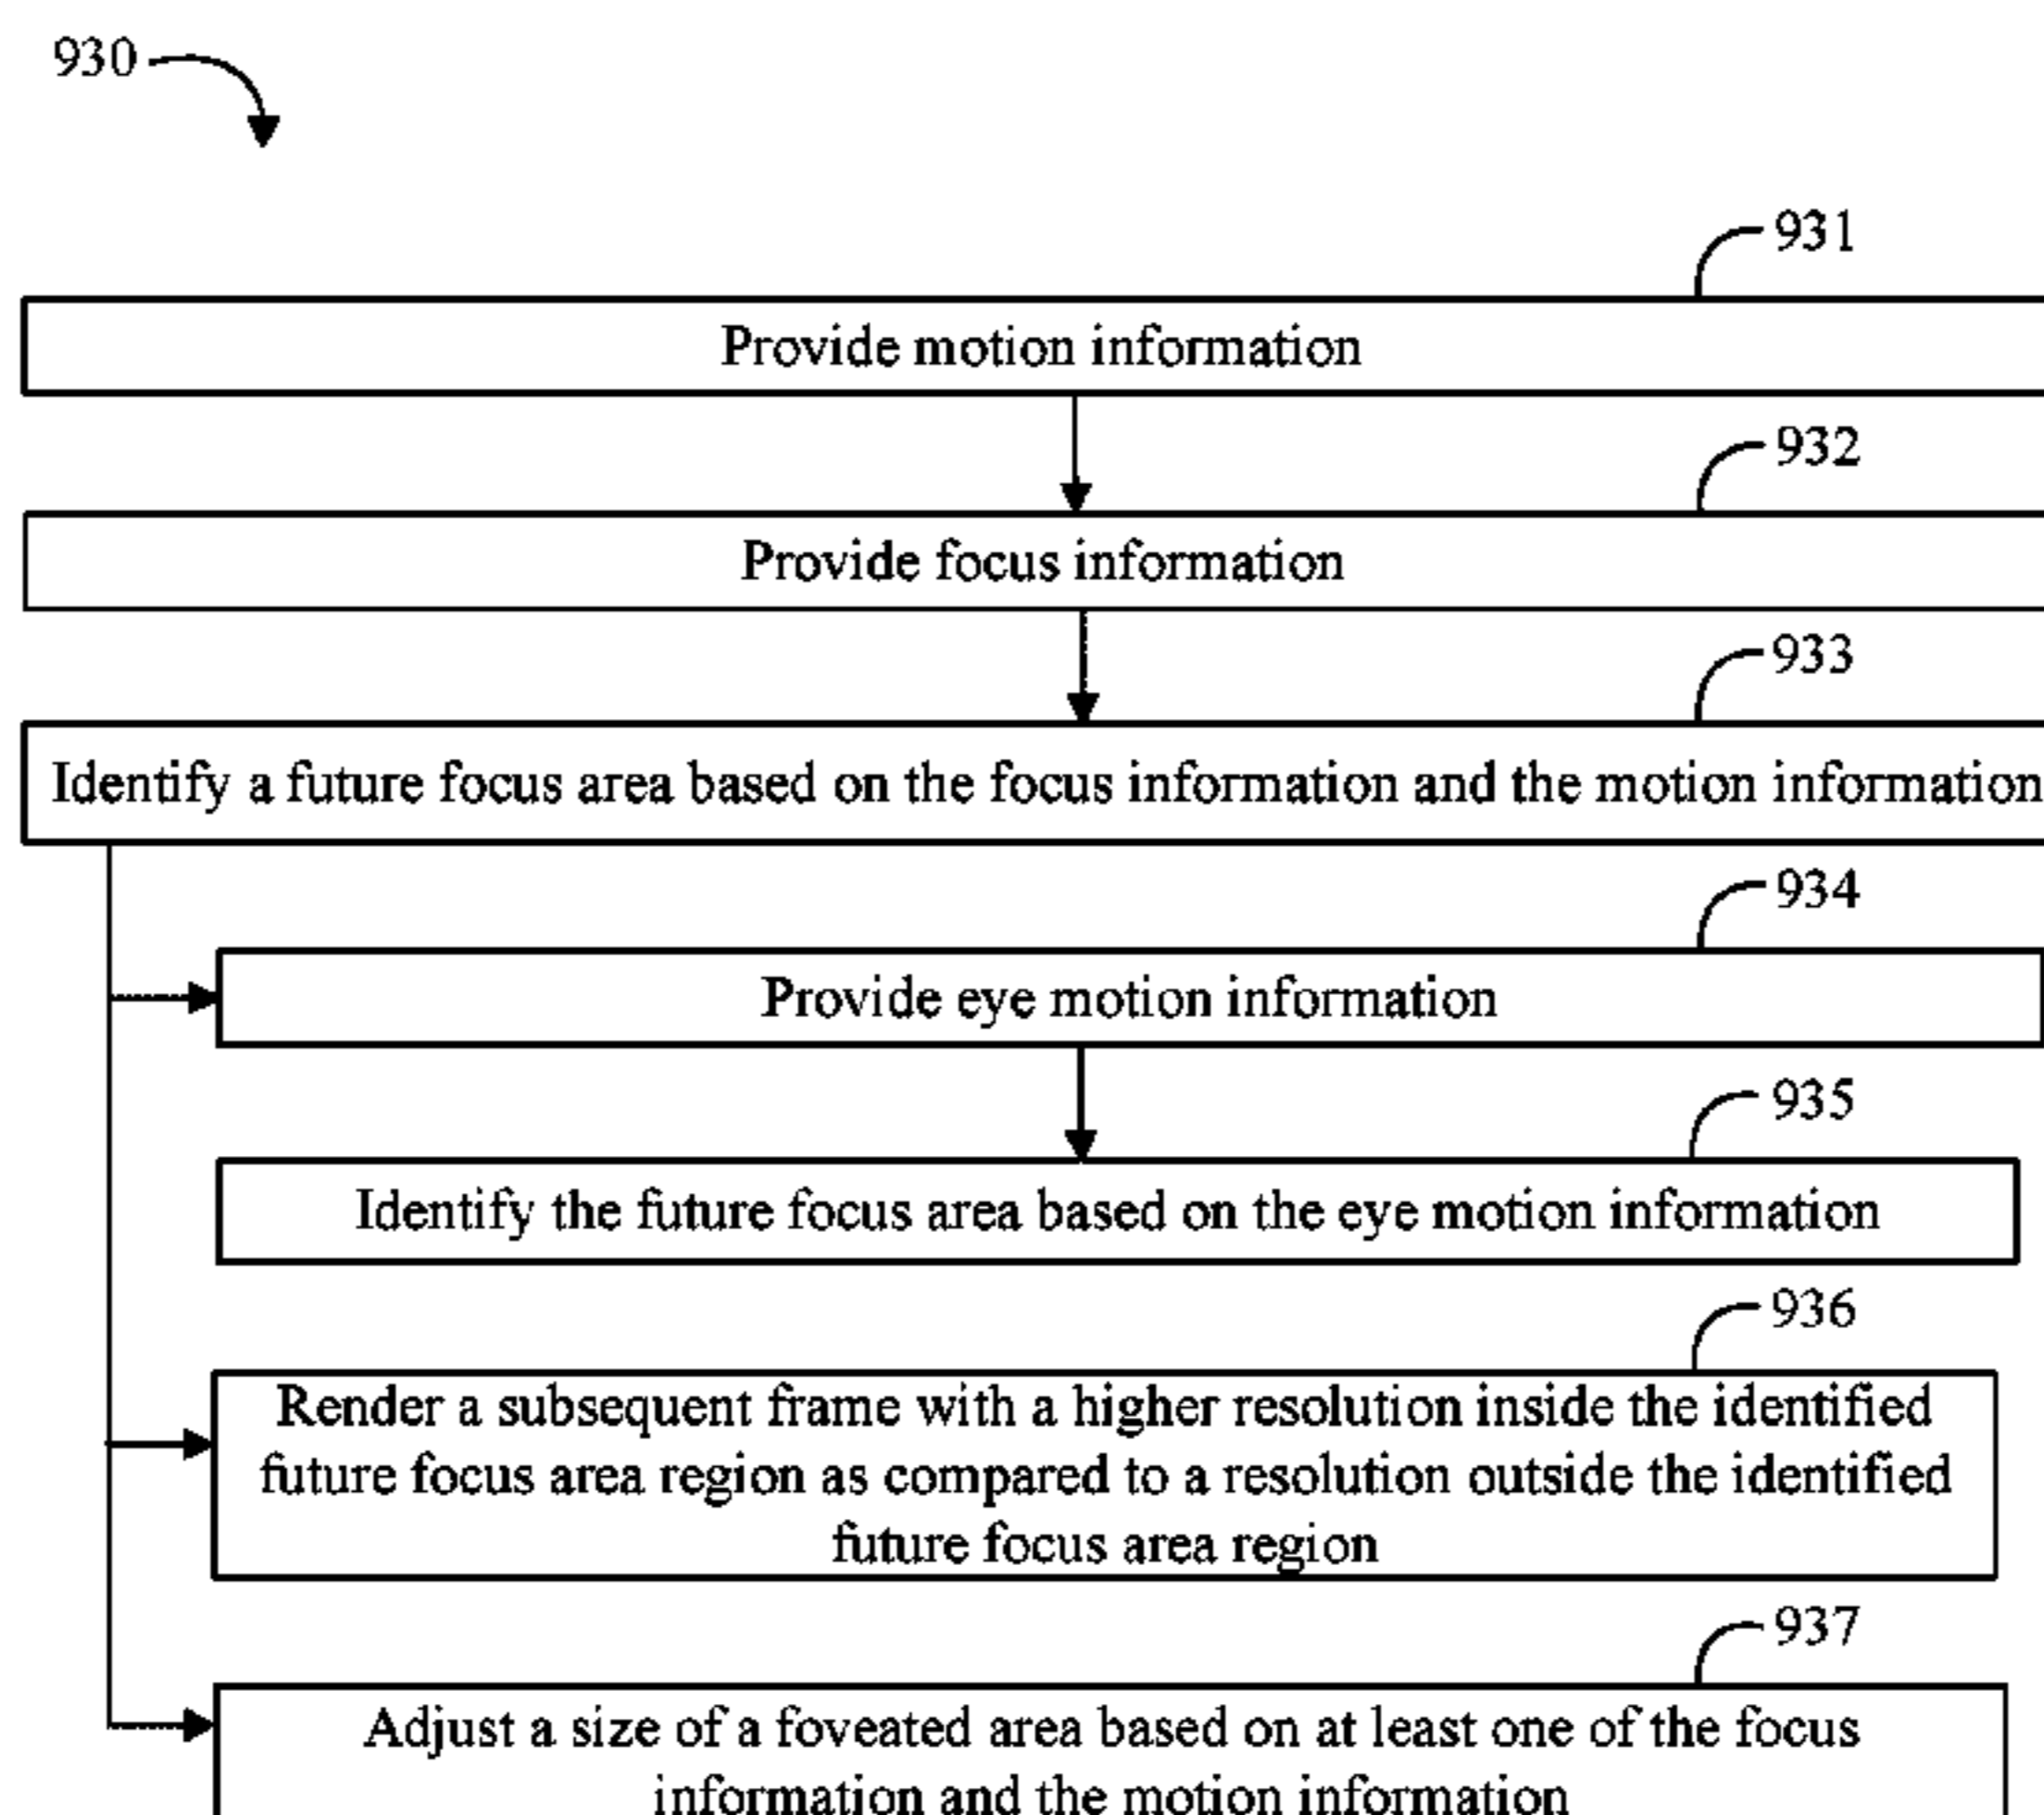 930
931
Provide motion information
932
Provide focus information
933
Identify a future focus area based on the focus information and the motion information
934
Provide eye motion information
935
Identify the future focus area based on the eye motion information
936
Render a subsequent frame with a higher resolution inside the identified
future focus area region as compared to a resolution outside the identified
future focus area region
937
Adjust a size of a foveated area based on at least one of the focus
information and the motion information